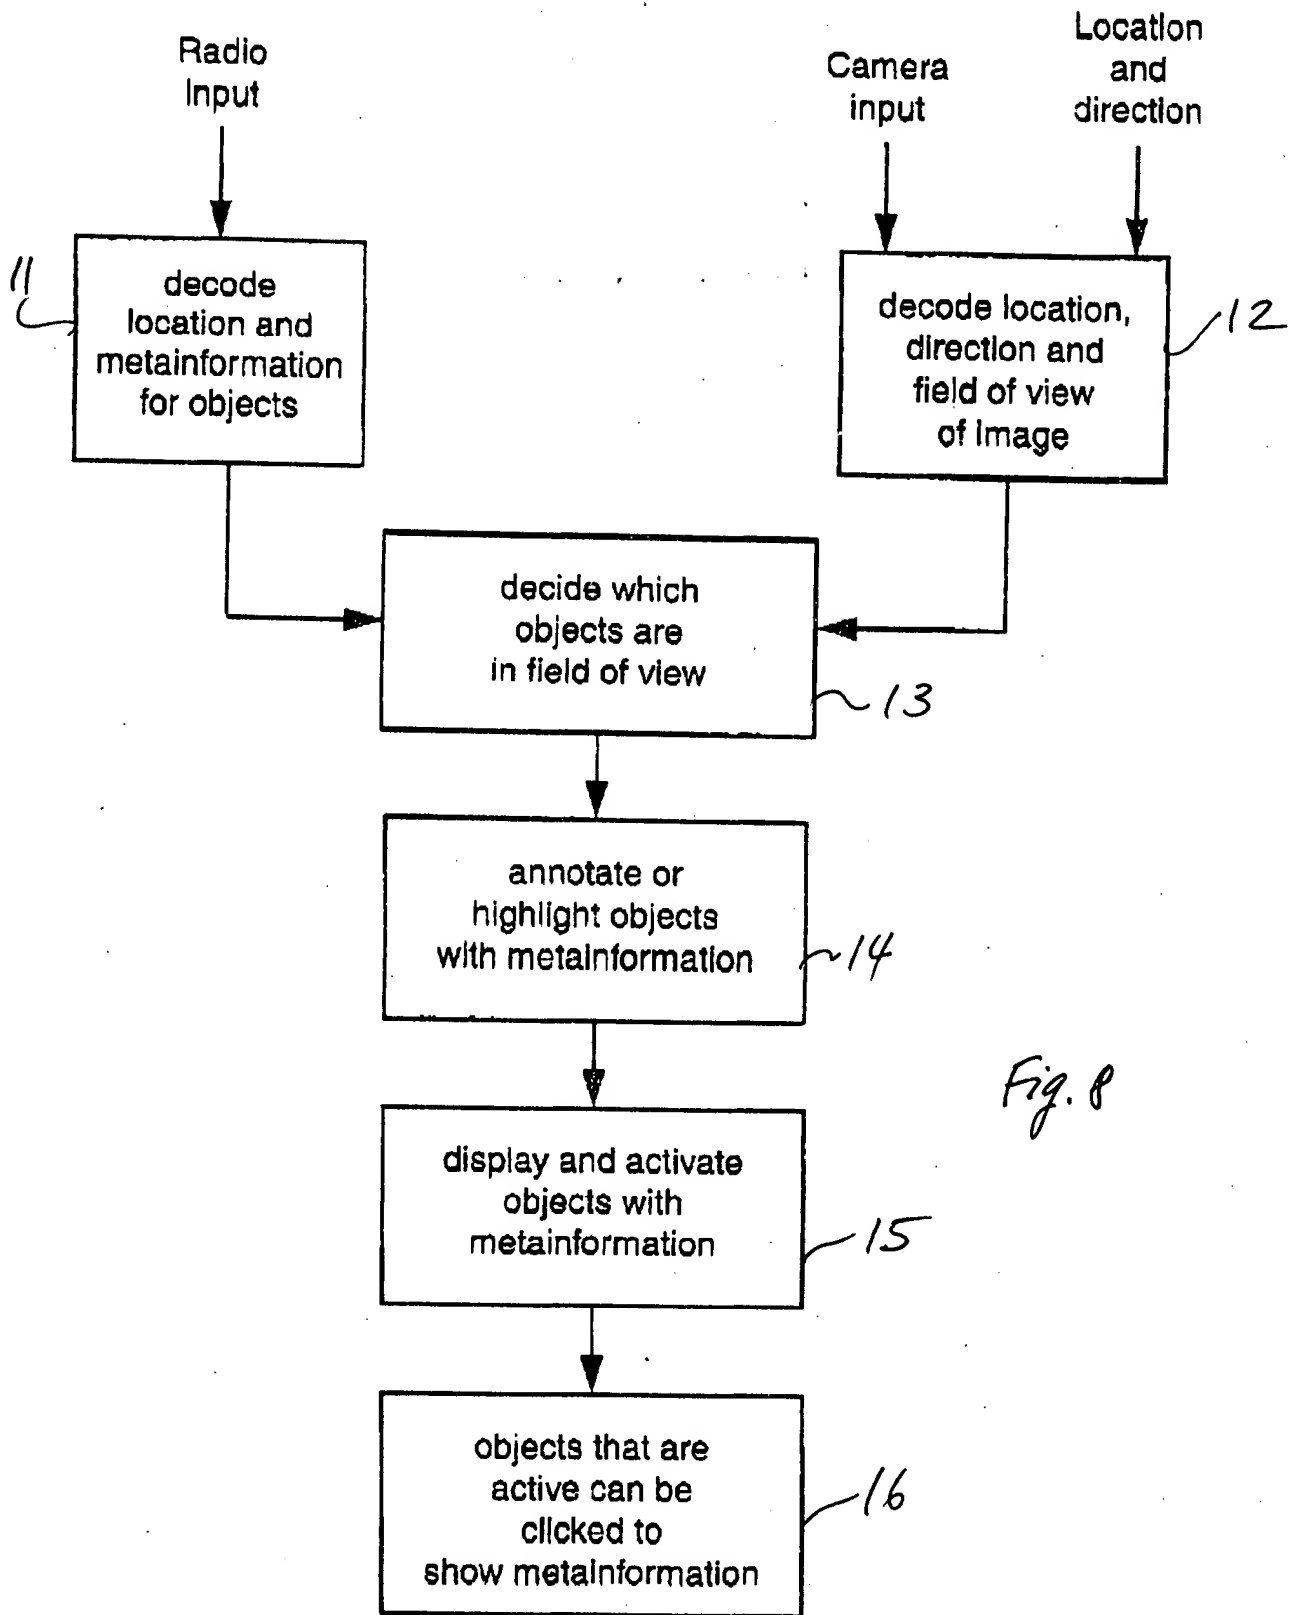 Radio
Input
Camera
input
Location
and
direction
11
decode
location and
metainformation
for objects
decode location,
direction and
field of view
of image
12
decide which
objects are
in field of view
13
annotate or
highlight objects
with metainformation
14
Fig. 8
display and activate
objects with
metainformation
15
objects that are
active can be
clicked to
show metainformation
16